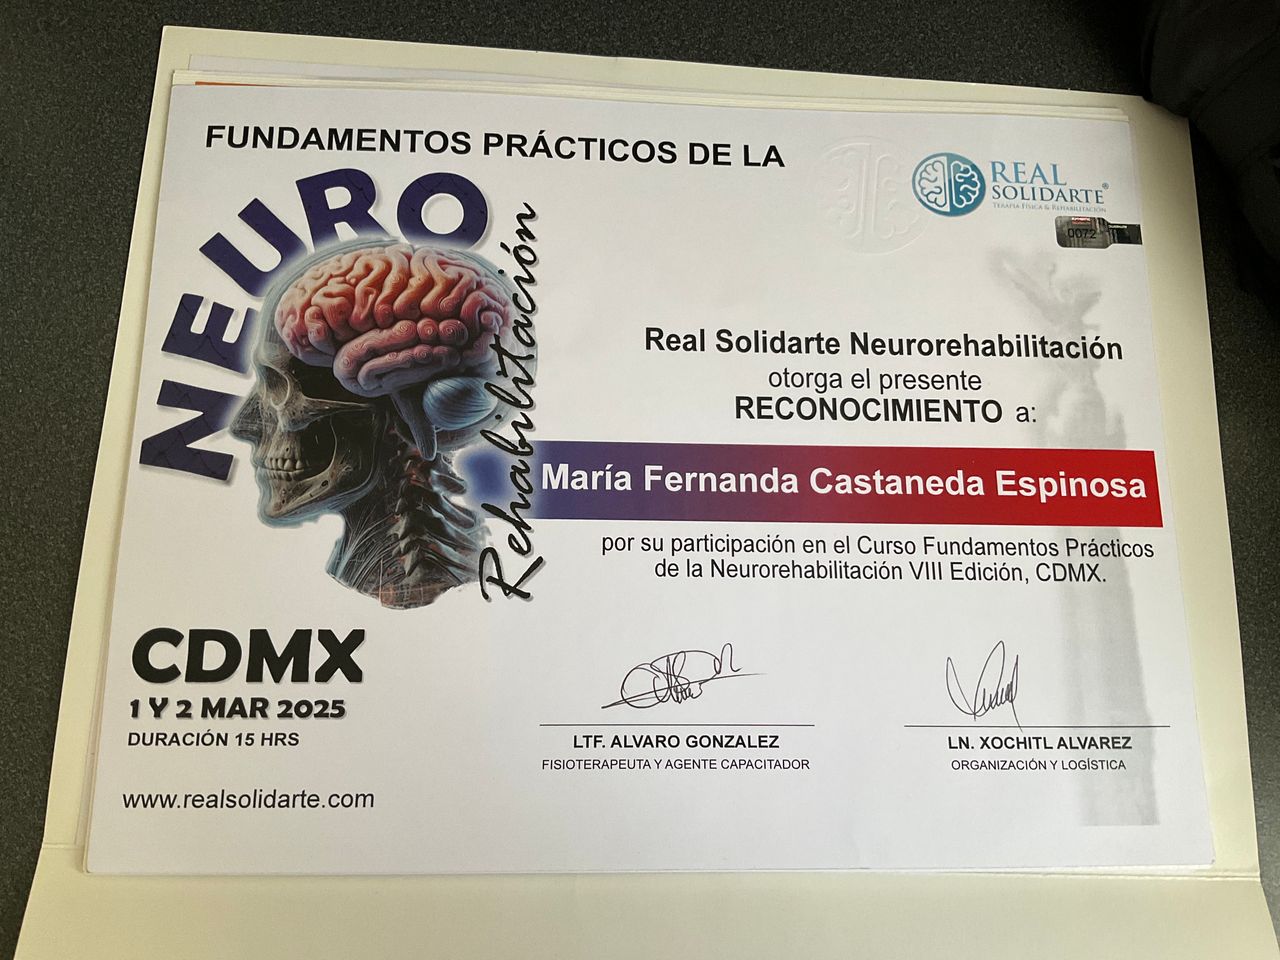 FUNDAMENTOS PRÁCTICOS DE LA
NEURO
Rehabilitación
REAL
SOLIDARTE®
TERAPIA FÍSICA & REHABILITACIÓN
0072
Real Solidarte Neurorehabilitación
otorga el presente
RECONOCIMIENTO a:
María Fernanda Castaneda Espinosa
por su participación en el Curso Fundamentos Prácticos
de la Neurorehabilitación VIII Edición, CDMX.
CDMX
1 Y 2 MAR 2025
DURACIÓN 15 HRS
www.realsolidarte.com
LTF. ALVARO GONZALEZ
FISIOTERAPEUTA Y AGENTE CAPACITADOR
LN. XOCHITL ALVAREZ
ORGANIZACIÓN Y LOGÍSTICA